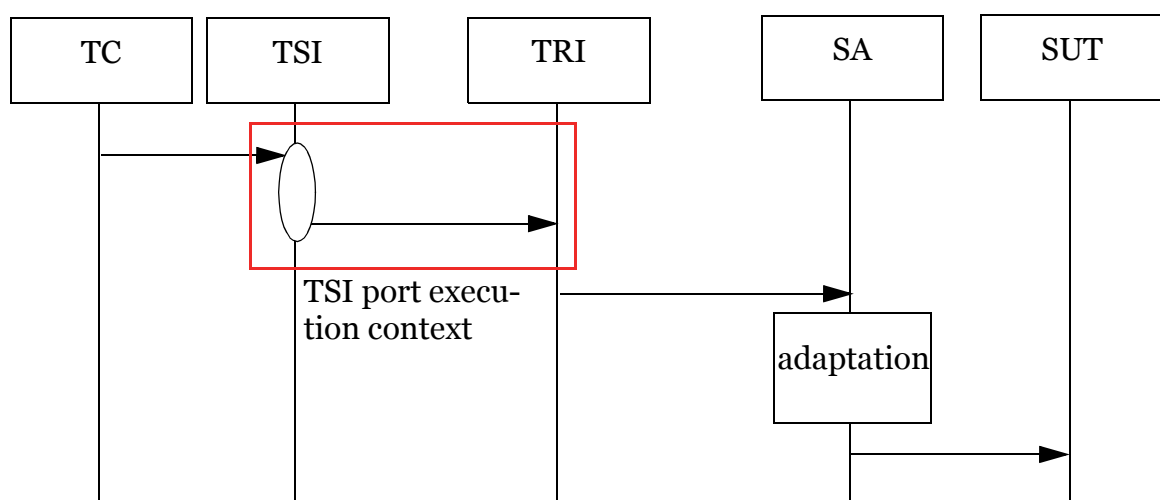 TC
TSI
TRI
SA
SUT
TSI port execu-
tion context
adaptation